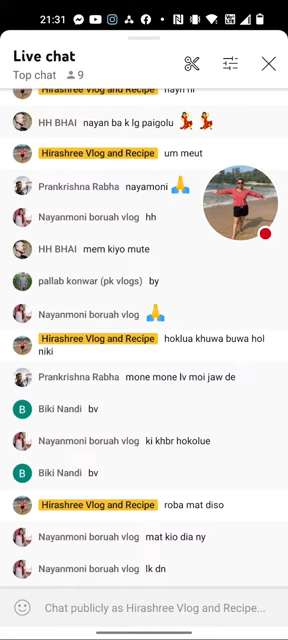 21:31
Live chat
Top chat 9
Hirashree Vlog and Recipe nayn ni
HH BHAI nayan ba k lg paigolu 💃 💃
Hirashree Vlog and Recipe um meut
Prankrishna Rabha nayamoni 🙏
Nayanmoni boruah vlog hh
HH BHAI mem kiyo mute
pallab konwar (pk vlogs) by
Nayanmoni boruah vlog 🙏
Hirashree Vlog and Recipe hoklua khuwa buwa hol
niki
Prankrishna Rabha mone mone lv moi jaw de
B Biki Nandi bv
Nayanmoni boruah vlog ki khbr hokolue
B Biki Nandi bv
Hirashree Vlog and Recipe roba mat diso
Nayanmoni boruah vlog mat kio dia ny
Nayanmoni boruah vlog lk dn
Chat publicly as Hirashree Vlog and Recipe...